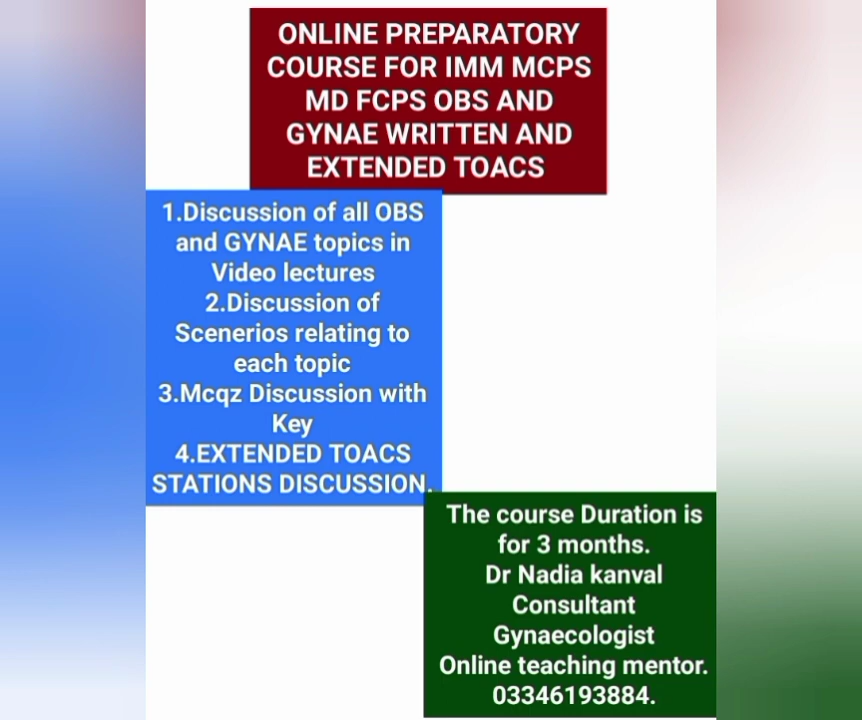 ONLINE PREPARATORY
COURSE FOR IMM MCPS
MD FCPS OBS AND
GYNAE WRITTEN AND
EXTENDED TOACS
1.Discussion of all OBS
and GYNAE topics in
Video lectures
2.Discussion of
Scenerios relating to
each topic
3.Mcqz Discussion with
Key
4.EXTENDED TOACS
STATIONS DISCUSSION.
The course Duration is
for 3 months.
Dr Nadia kanval
Consultant
Gynaecologist
Online teaching mentor.
03346193884.